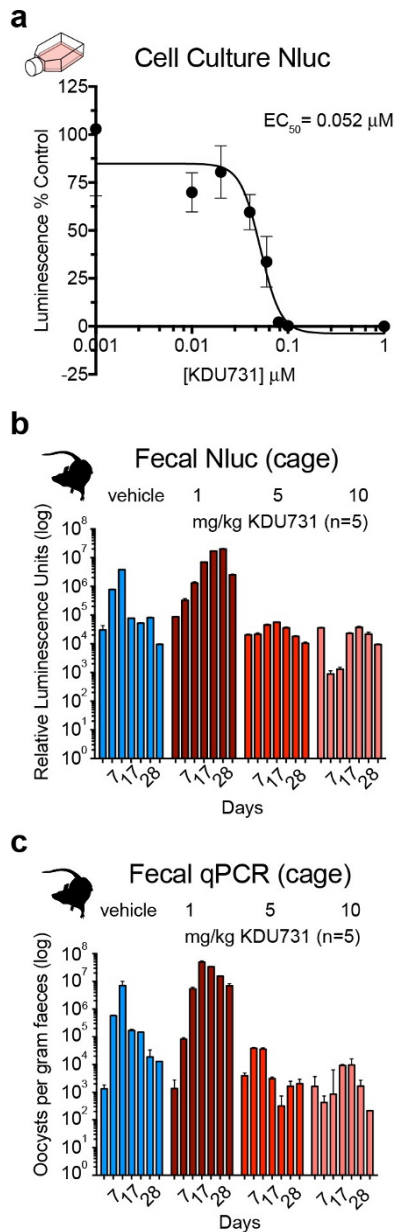 a
Cell Culture Nluc
125
100
75
50
25
0
-25
Luminescence % Control
EC50= 0.052 µM
0.001
0.01
0.1
1
[KDU731] µM
b
Fecal Nluc (cage)
vehicle 1 5 10
mg/kg KDU731 (n=5)
Relative Luminescence Units (log)
10^8
10^7
10^6
10^5
10^4
10^3
10^2
10^1
10^0
7 17 28 7 17 28 7 17 28 7 17 28
Days
c
Fecal qPCR (cage)
vehicle 1 5 10
mg/kg KDU731 (n=5)
Oocysts per gram faeces (log)
10^8
10^7
10^6
10^5
10^4
10^3
10^2
10^1
10^0
7 17 28 7 17 28 7 17 28 7 17 28
Days